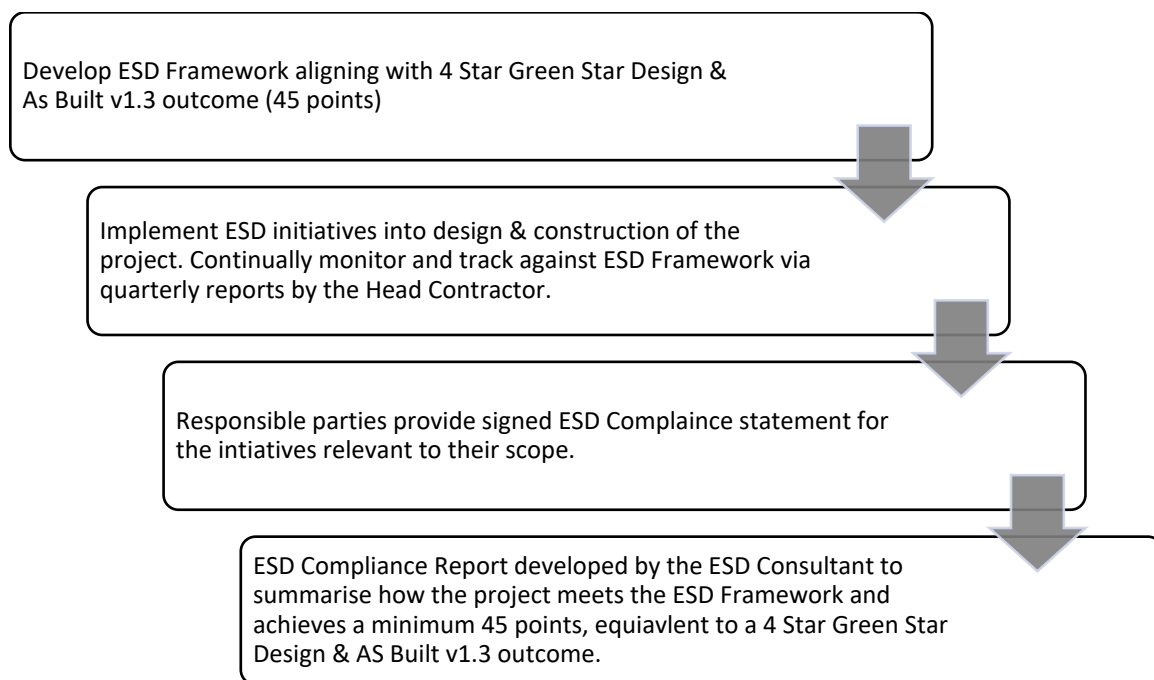 Develop ESD Framework aligning with 4 Star Green Star Design &
As Built v1.3 outcome (45 points)
Implement ESD initiatives into design & construction of the
project. Continually monitor and track against ESD Framework via
quarterly reports by the Head Contractor.
Responsible parties provide signed ESD Complaince statement for
the intiatives relevant to their scope.
ESD Compliance Report developed by the ESD Consultant to
summarise how the project meets the ESD Framework and
achieves a minimum 45 points, equiavlent to a 4 Star Green Star
Design & AS Built v1.3 outcome.